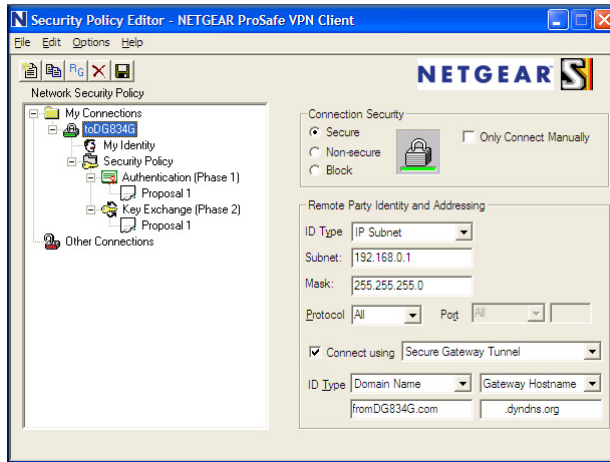 N Security Policy Editor - NETGEAR ProSafe VPN Client
File Edit Options Help
RG
NETGEAR
Network Security Policy
My Connections
toDG834G
My Identity
Security Policy
Authentication (Phase 1)
Proposal 1
Key Exchange (Phase 2)
Proposal 1
Other Connections
Connection Security
Secure
Non-secure
Block
Only Connect Manually
Remote Party Identity and Addressing
ID Type IP Subnet
Subnet: 192.168.0.1
Mask: 255.255.255.0
Protocol All Port All
Connect using Secure Gateway Tunnel
ID Type Domain Name Gateway Hostname
fromDG834G.com .dyndns.org